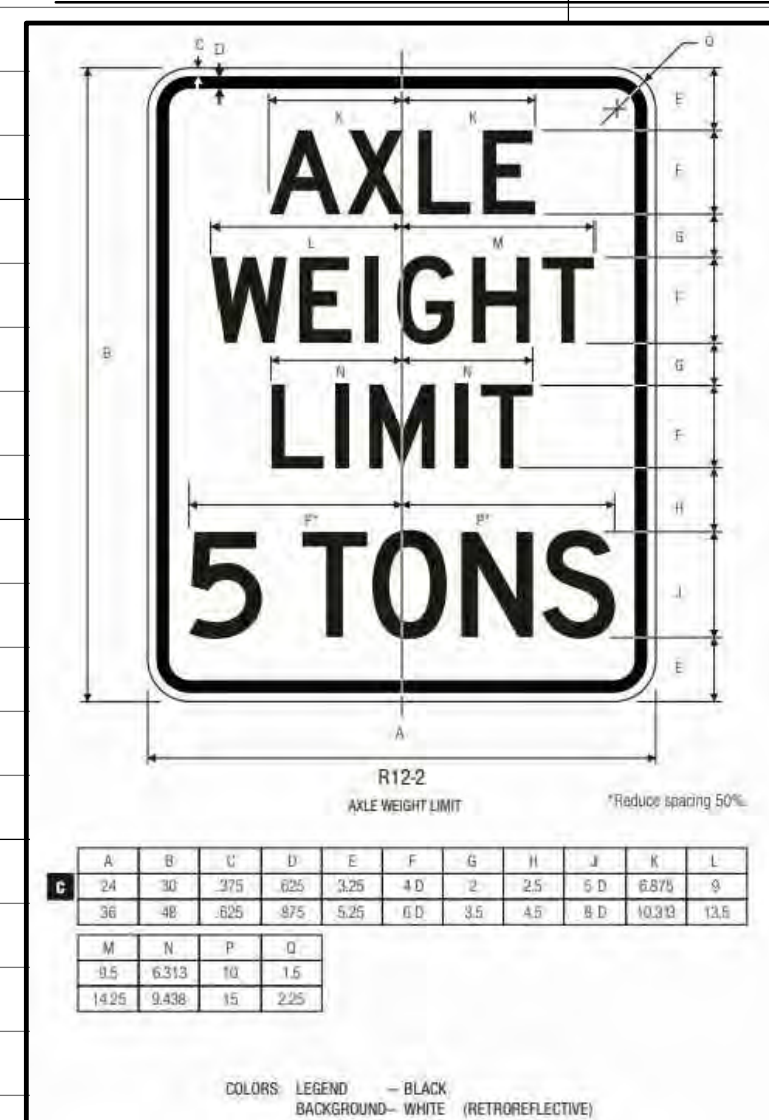 C D Q
E
K K
AXLE
F
G
L M
WEIGHT
F
B
G
N N
LIMIT
F
H
P* P*
5 TONS
J
E
A
R12-2
AXLE WEIGHT LIMIT
*Reduce spacing 50%.
A B C D E F G H J K L
C 24 30 .375 .625 3.25 4 D 2 2.5 5 D 6.875 9
36 48 .625 .875 5.25 6 D 3.5 4.5 8 D 10.313 13.5
M N P Q
9.5 6.313 10 1.5
14.25 9.438 15 2.25
COLORS LEGEND – BLACK
BACKGROUND– WHITE (RETROREFLECTIVE)